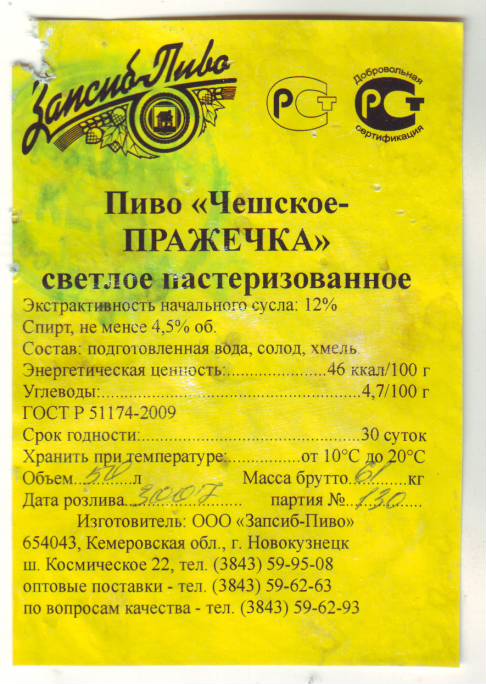 Запсиб-Пиво
РСТ
Добровольная
РСТ
сертификация
Пиво «Чешское-
ПРАЖЕЧКА»
светлое пастеризованное
Экстрактивность начального сусла: 12%
Спирт, не менее 4,5% об.
Состав: подготовленная вода, солод, хмель
Энергетическая ценность:......................46 ккал/100 г
Углеводы:....................................................4,7/100 г
ГОСТ Р 51174-2009
Срок годности:..........................................30 суток
Хранить при температуре:.............от 10°С до 20°С
Объем 50 л Масса брутто 61 кг
Дата розлива 3007 партия № 130
Изготовитель: ООО «Запсиб-Пиво»
654043, Кемеровская обл., г. Новокузнецк
ш. Космическое 22, тел. (3843) 59-95-08
оптовые поставки - тел. (3843) 59-62-63
по вопросам качества - тел. (3843) 59-62-93